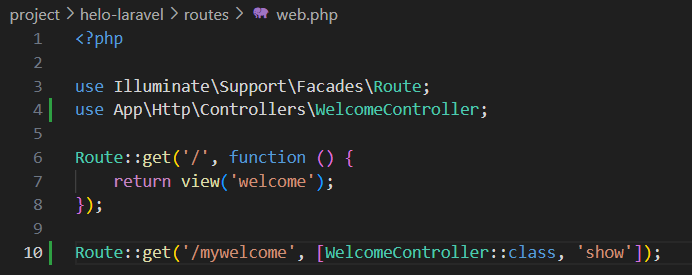 project > helo-laravel > routes > web.php
1 <?php
2
3 use Illuminate\Support\Facades\Route;
4 use App\Http\Controllers\WelcomeController;
5
6 Route::get('/', function () {
7     return view('welcome');
8 });
9
10 Route::get('/mywelcome', [WelcomeController::class, 'show']);